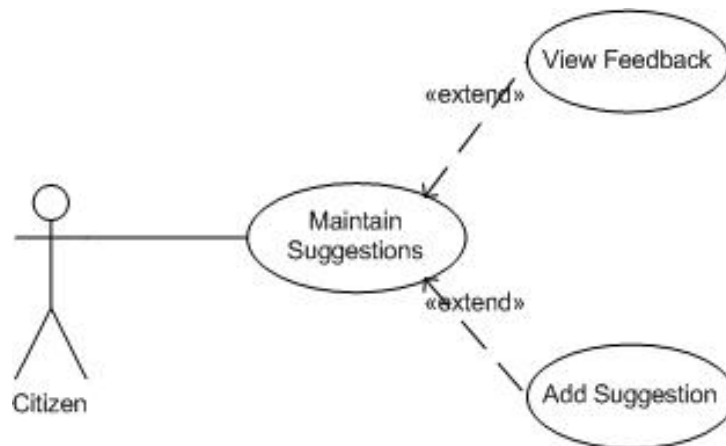 View Feedback
«extend»
Maintain
Suggestions
«extend»
Citizen
Add Suggestion